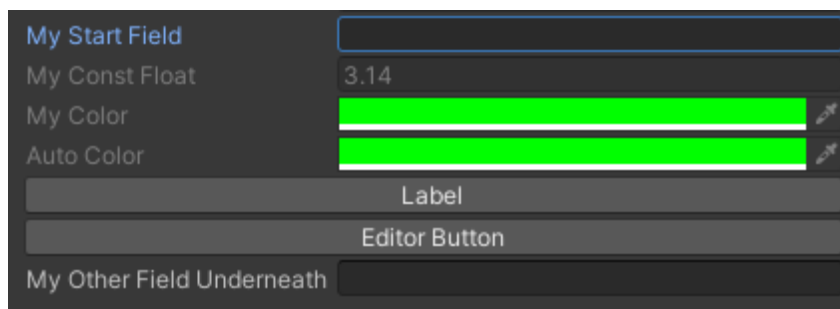 My Start Field
My Const Float 3.14
My Color
Auto Color
Label
Editor Button
My Other Field Underneath